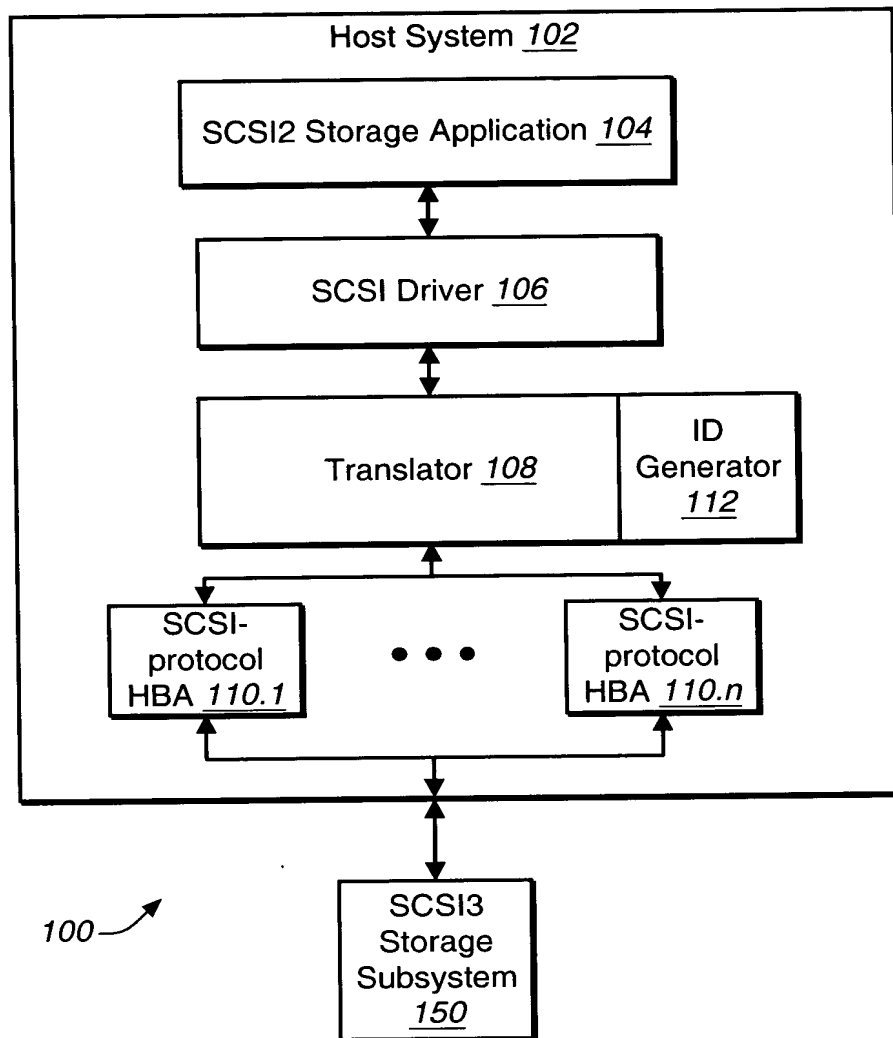 Host System 102
SCSI2 Storage Application 104
SCSI Driver 106
Translator 108
ID
Generator
112
SCSI-
protocol
HBA 110.1
SCSI-
protocol
HBA 110.n
100
SCSI3
Storage
Subsystem
150